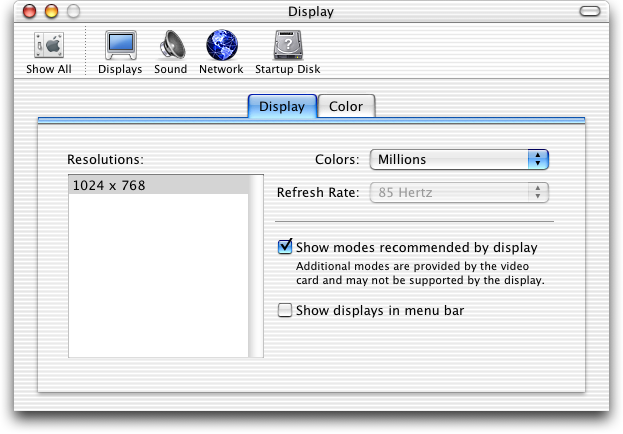 Display
Show All
Displays
Sound
Network
Startup Disk
Display
Color
Resolutions:
1024 x 768
Colors:
Millions
Refresh Rate:
85 Hertz
Show modes recommended by display
Additional modes are provided by the video
card and may not be supported by the display.
Show displays in menu bar